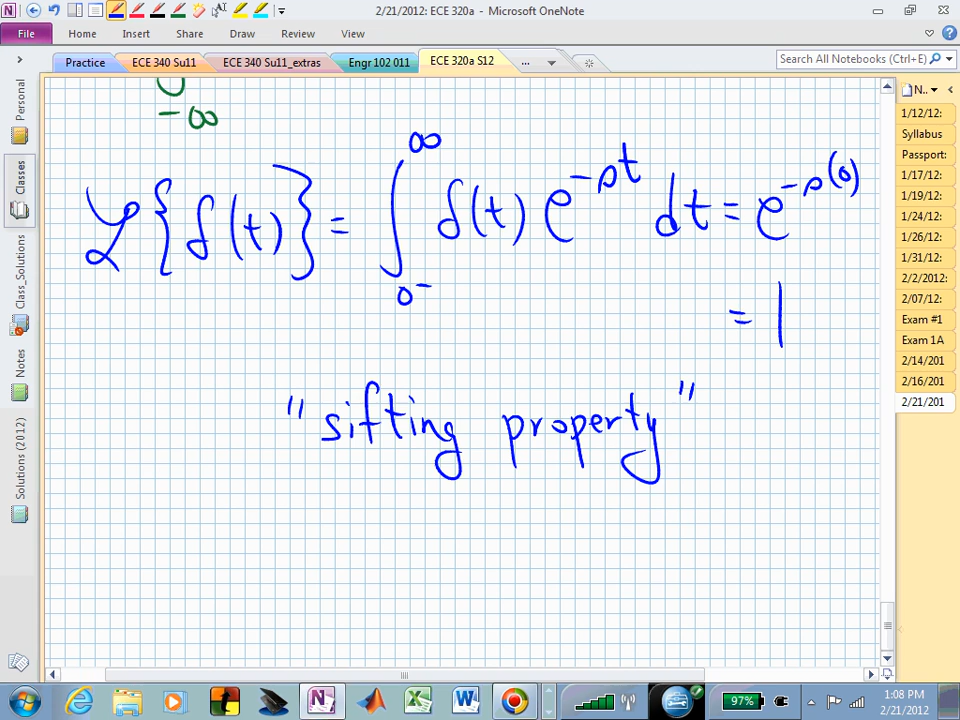 2/21/2012: ECE 320a - Microsoft OneNote
File Home Insert Share Draw Review View
Practice ECE 340 Su11 ECE 340 Su11_extras Engr 102 011 ECE 320a S12 ...
Search All Notebooks (Ctrl+E)
Personal
Classes
Class_Solutions
Notes
Solutions (2012)
N..
1/12/12:
Syllabus
Passport:
1/17/12:
1/19/12:
1/24/12:
1/26/12:
1/31/12:
2/2/2012:
2/07/12:
Exam #1
Exam 1A
2/14/201
2/16/201
2/21/201
-∞
ℒ{δ(t)} = ∫_{0^-}^{∞} δ(t) e^{-st} dt = e^{-s(0)}
= 1
"sifting property"
97%
1:08 PM
2/21/2012